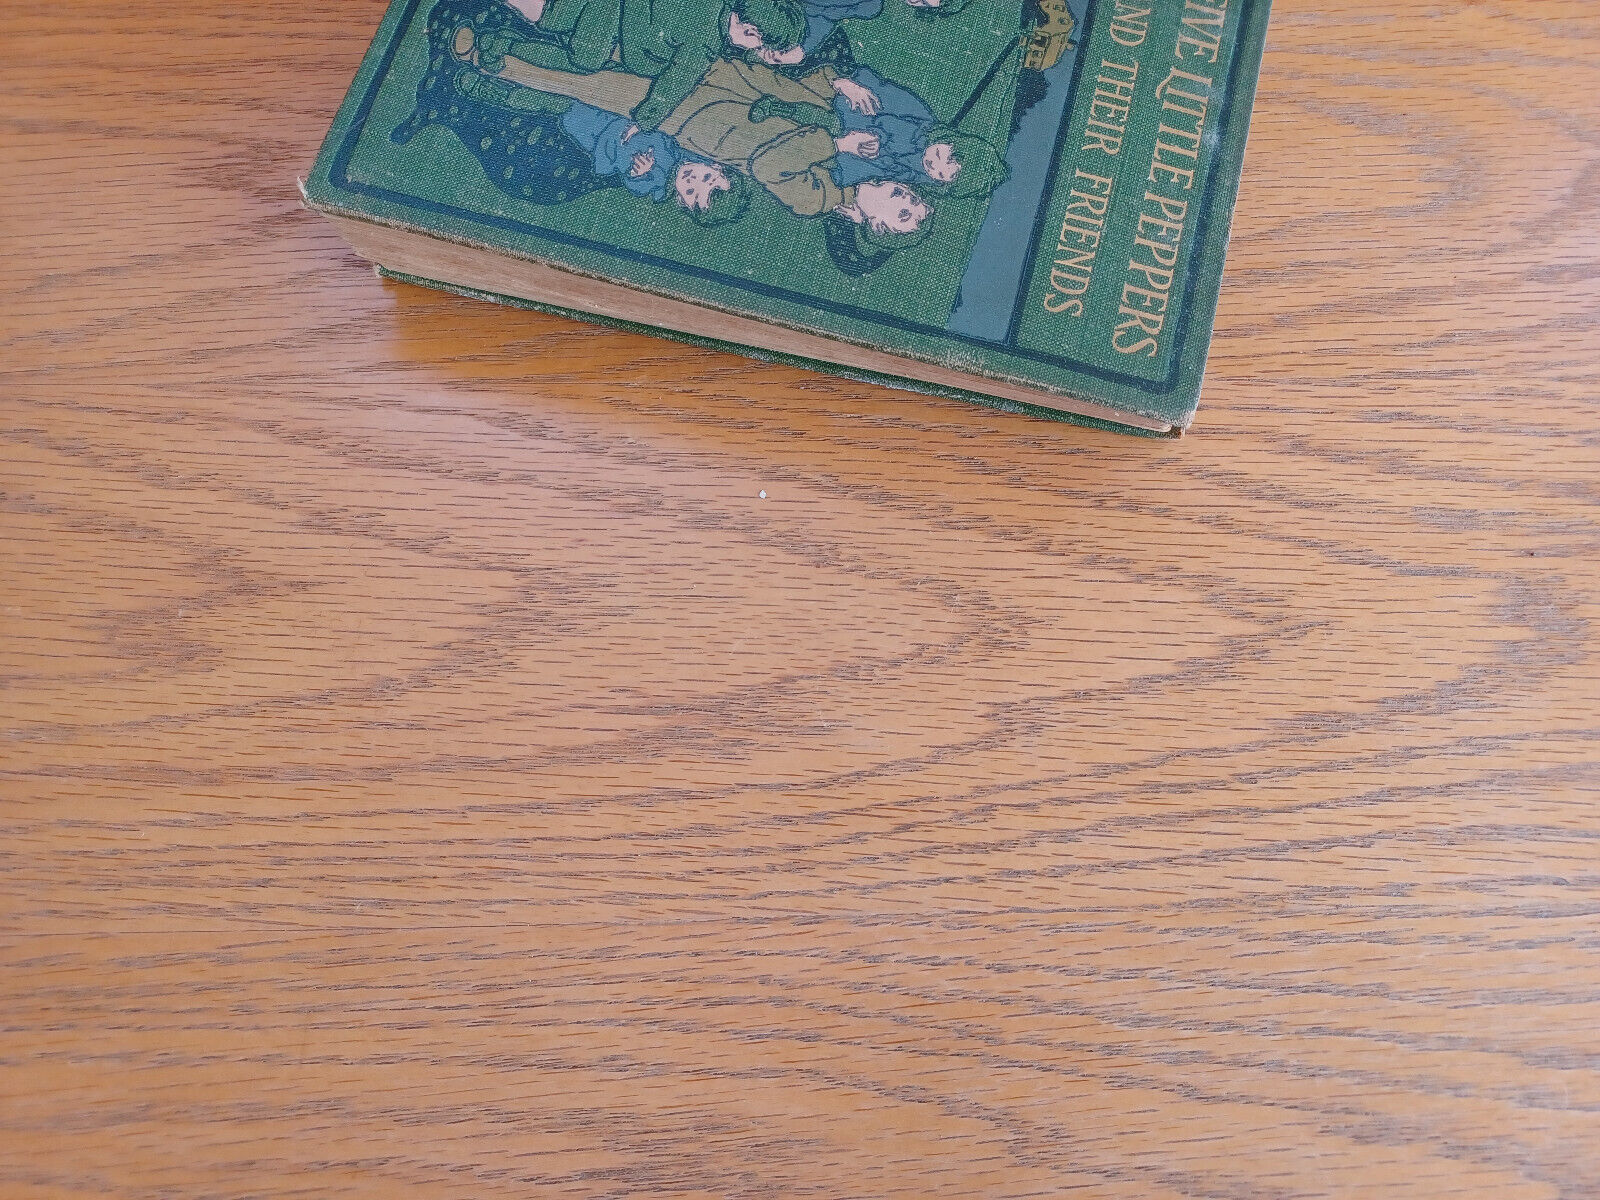 FIVE LITTLE PEPPERS
AND THEIR FRIENDS